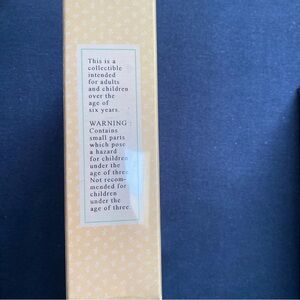 This is a
collectible
intended
for adults
and children
over the
age of
six years.
WARNING:
Contains
small parts
which pose
a hazard
for children
under the
age of three.
Not recom-
mended for
children
under the
age of three.